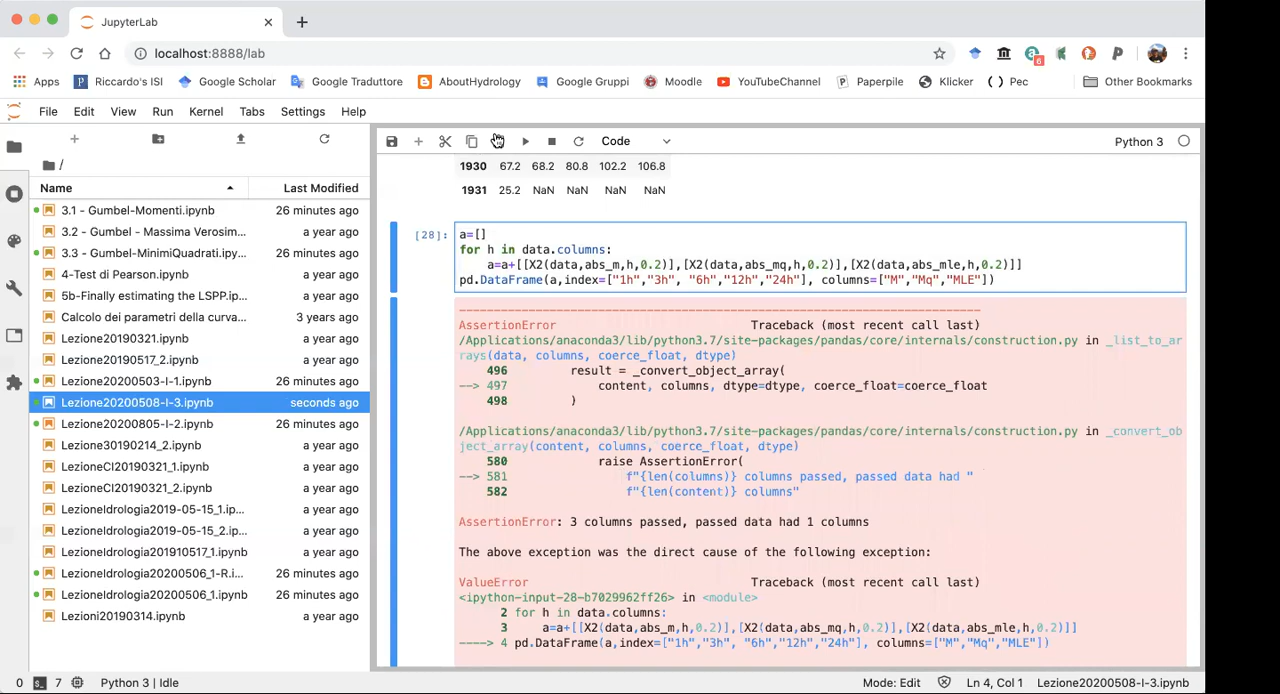 JupyterLab
localhost:8888/lab
6
Apps Riccardo's ISI Google Scholar Google Traduttore AboutHydrology Google Gruppi Moodle YouTubeChannel Paperpile Klicker Pec Other Bookmarks
File Edit View Run Kernel Tabs Settings Help
Code Python 3
/
Name Last Modified
3.1 - Gumbel-Momenti.ipynb 26 minutes ago
3.2 - Gumbel - Massima Verosim... a year ago
3.3 - Gumbel-MinimiQuadrati.ipy... 26 minutes ago
4-Test di Pearson.ipynb a year ago
5b-Finally estimating the LSPP.ip... a year ago
Calcolo dei parametri della curva... 3 years ago
Lezione20190321.ipynb a year ago
Lezione20190517_2.ipynb a year ago
Lezione20200503-I-1.ipynb 26 minutes ago
Lezione20200508-I-3.ipynb seconds ago
Lezione20200805-I-2.ipynb 26 minutes ago
Lezione30190214_2.ipynb a year ago
LezioneCI20190321_1.ipynb a year ago
LezioneCI20190321_2.ipynb a year ago
LezioneIdrologia2019-05-15_1.ip... a year ago
LezioneIdrologia2019-05-15_2.ip... a year ago
LezioneIdrologia201910517_1.ipynb a year ago
LezioneIdrologia20200506_1-R.i... 26 minutes ago
LezioneIdrologia20200506_1.ipynb 26 minutes ago
Lezioni20190314.ipynb a year ago
1930 67.2 68.2 80.8 102.2 106.8
1931 25.2 NaN NaN NaN NaN
[28]: a=[]
for h in data.columns:
a=a+[[X2(data,abs_m,h,0.2)],[X2(data,abs_mq,h,0.2)],[X2(data,abs_mle,h,0.2)]]
pd.DataFrame(a,index=["1h","3h", "6h","12h","24h"], columns=["M","Mq","MLE"])
---------------------------------------------------------------------------
AssertionError Traceback (most recent call last)
/Applications/anaconda3/lib/python3.7/site-packages/pandas/core/internals/construction.py in _list_to_ar
rays(data, columns, coerce_float, dtype)
496 result = _convert_object_array(
--> 497 content, columns, dtype=dtype, coerce_float=coerce_float
498 )
/Applications/anaconda3/lib/python3.7/site-packages/pandas/core/internals/construction.py in _convert_ob
ject_array(content, columns, coerce_float, dtype)
580 raise AssertionError(
--> 581 f"{len(columns)} columns passed, passed data had "
582 f"{len(content)} columns"
AssertionError: 3 columns passed, passed data had 1 columns
The above exception was the direct cause of the following exception:
ValueError Traceback (most recent call last)
<ipython-input-28-b7029962ff26> in <module>
2 for h in data.columns:
3 a=a+[[X2(data,abs_m,h,0.2)],[X2(data,abs_mq,h,0.2)],[X2(data,abs_mle,h,0.2)]]
----> 4 pd.DataFrame(a,index=["1h","3h", "6h","12h","24h"], columns=["M","Mq","MLE"])
0 7 Python 3 | Idle Mode: Edit Ln 4, Col 1 Lezione20200508-I-3.ipynb